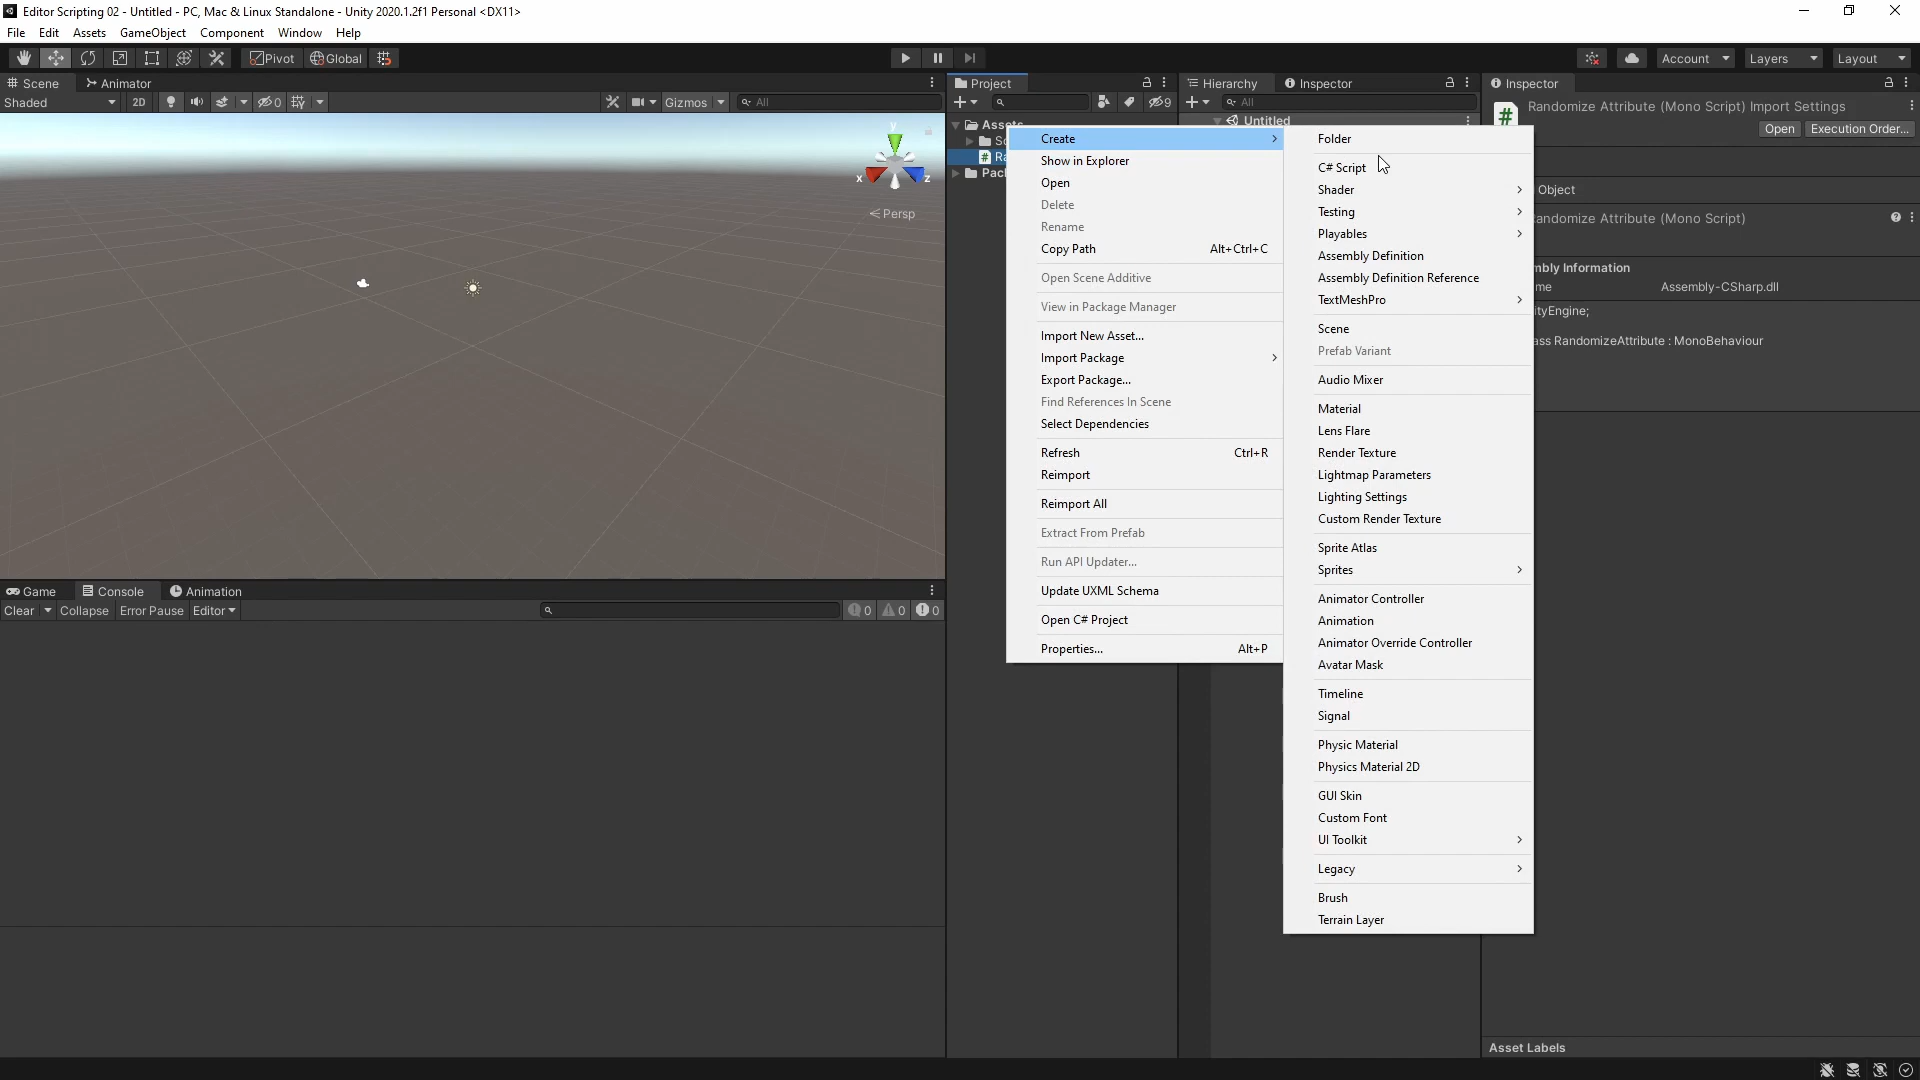 Editor Scripting 02 - Untitled - PC, Mac & Linux Standalone - Unity 2020.1.2f1 Personal <DX11>
File Edit Assets GameObject Component Window Help
Pivot Global Account Layers Layout
Scene Animator
Project
Hierarchy Inspector
Inspector
Shaded 2D 0 Gizmos All
9
All
Randomize Attribute (Mono Script) Import Settings
Open Execution Order...
Assets
Untitled
Persp
y
x
z
Create
Show in Explorer
Open
Delete
Rename
Copy Path Alt+Ctrl+C
Open Scene Additive
View in Package Manager
Import New Asset...
Import Package
Export Package...
Find References In Scene
Select Dependencies
Refresh Ctrl+R
Reimport
Reimport All
Extract From Prefab
Run API Updater...
Update UXML Schema
Open C# Project
Properties... Alt+P
Folder
C# Script
Shader
Testing
Playables
Assembly Definition
Assembly Definition Reference
TextMeshPro
Scene
Prefab Variant
Audio Mixer
Material
Lens Flare
Render Texture
Lightmap Parameters
Lighting Settings
Custom Render Texture
Sprite Atlas
Sprites
Animator Controller
Animation
Animator Override Controller
Avatar Mask
Timeline
Signal
Physic Material
Physics Material 2D
GUI Skin
Custom Font
UI Toolkit
Legacy
Brush
Terrain Layer
Object
andomize Attribute (Mono Script)
mbly Information
me Assembly-CSharp.dll
ityEngine;
ass RandomizeAttribute : MonoBehaviour
Game Console Animation
Clear Collapse Error Pause Editor 0 0 0
Asset Labels